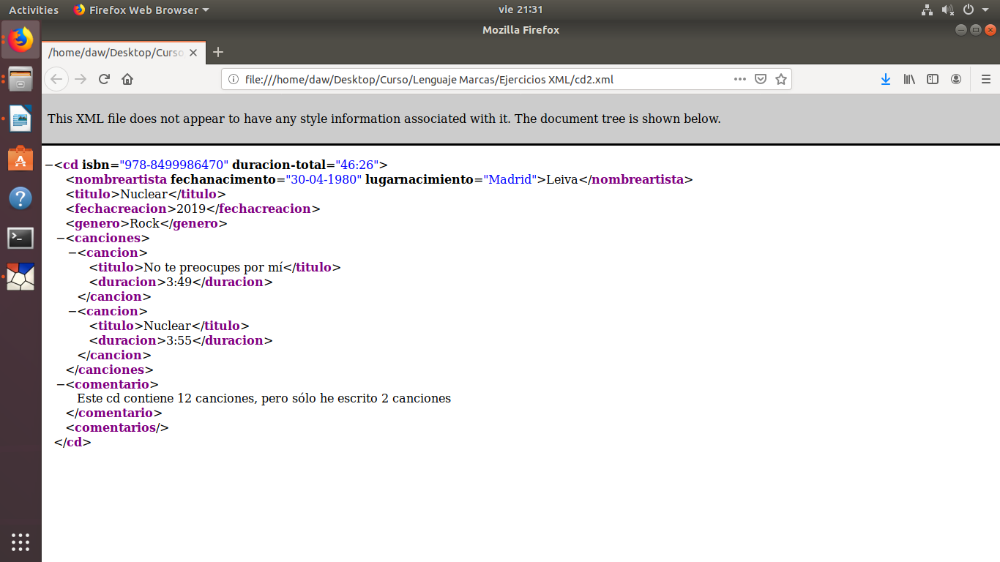 Activities Firefox Web Browser vie 21:31
Mozilla Firefox
/home/daw/Desktop/Curso
file:///home/daw/Desktop/Curso/Lenguaje Marcas/Ejercicios XML/cd2.xml
This XML file does not appear to have any style information associated with it. The document tree is shown below.
−<cd isbn="978-8499986470" duracion-total="46:26">
<nombreartista fechanacimento="30-04-1980" lugarnacimiento="Madrid">Leiva</nombreartista>
<titulo>Nuclear</titulo>
<fechacreacion>2019</fechacreacion>
<genero>Rock</genero>
−<canciones>
−<cancion>
<titulo>No te preocupes por mí</titulo>
<duracion>3:49</duracion>
</cancion>
−<cancion>
<titulo>Nuclear</titulo>
<duracion>3:55</duracion>
</cancion>
</canciones>
−<comentario>
Este cd contiene 12 canciones, pero sólo he escrito 2 canciones
</comentario>
<comentarios/>
</cd>